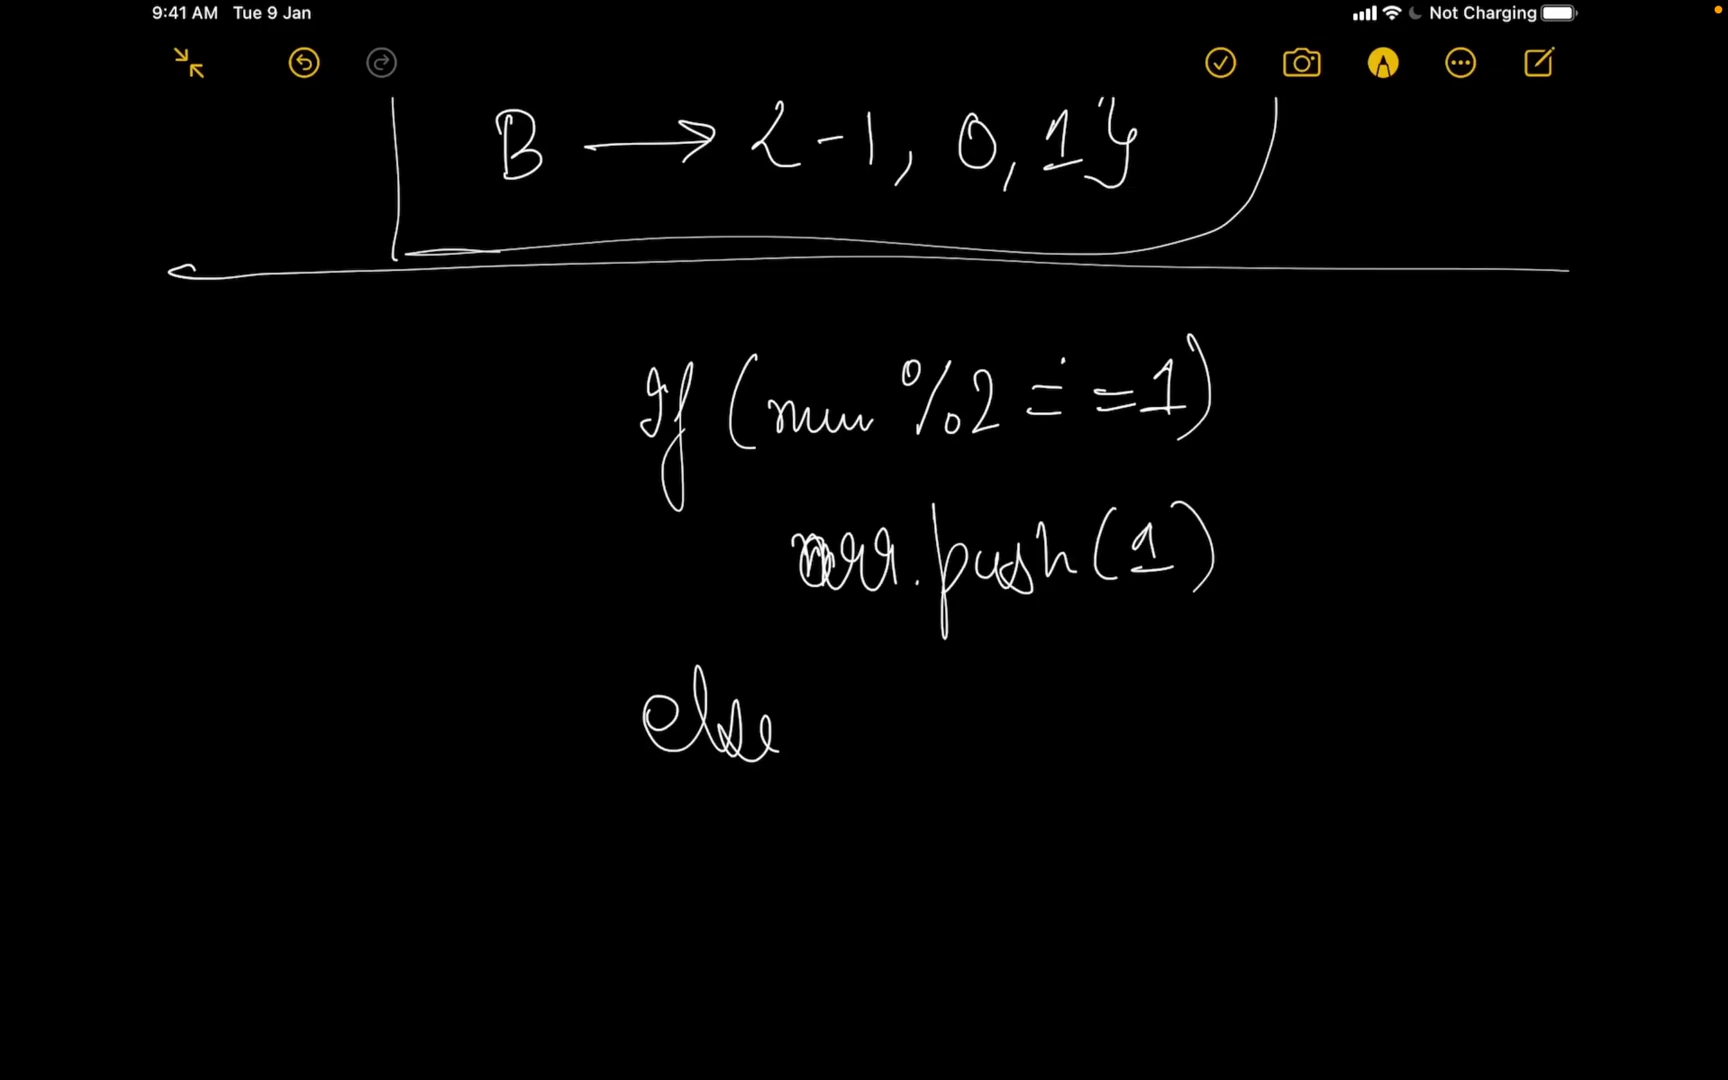 9:41 AM Tue 9 Jan Not Charging
B → {-1, 0, 1}
If (num %2 = =1)
arr.push(1)
else